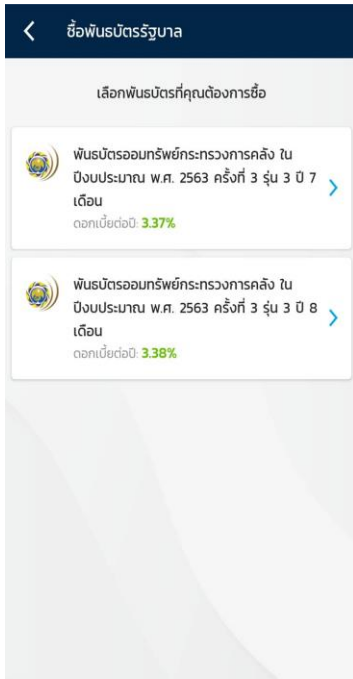 ซื้อพันธบัตรรัฐบาล
เลือกพันธบัตรที่คุณต้องการซื้อ
พันธบัตรออมทรัพย์กระทรวงการคลัง ใน
ปีงบประมาณ พ.ศ. 2563 ครั้งที่ 3 รุ่น 3 ปี 7
เดือน
ดอกเบี้ยต่อปี: 3.37%
พันธบัตรออมทรัพย์กระทรวงการคลัง ใน
ปีงบประมาณ พ.ศ. 2563 ครั้งที่ 3 รุ่น 3 ปี 8
เดือน
ดอกเบี้ยต่อปี: 3.38%